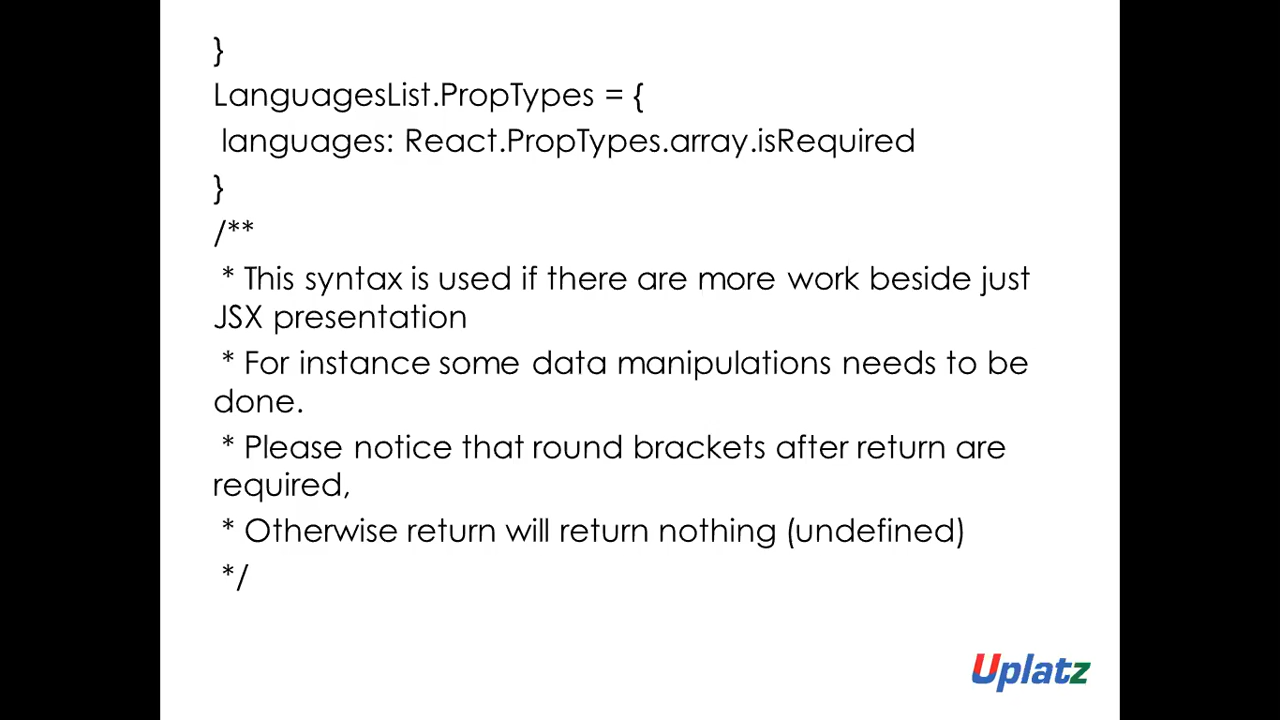 }
LanguagesList.PropTypes = {
languages: React.PropTypes.array.isRequired
}
/**
* This syntax is used if there are more work beside just
JSX presentation
* For instance some data manipulations needs to be
done.
* Please notice that round brackets after return are
required,
* Otherwise return will return nothing (undefined)
*/
Uplatz